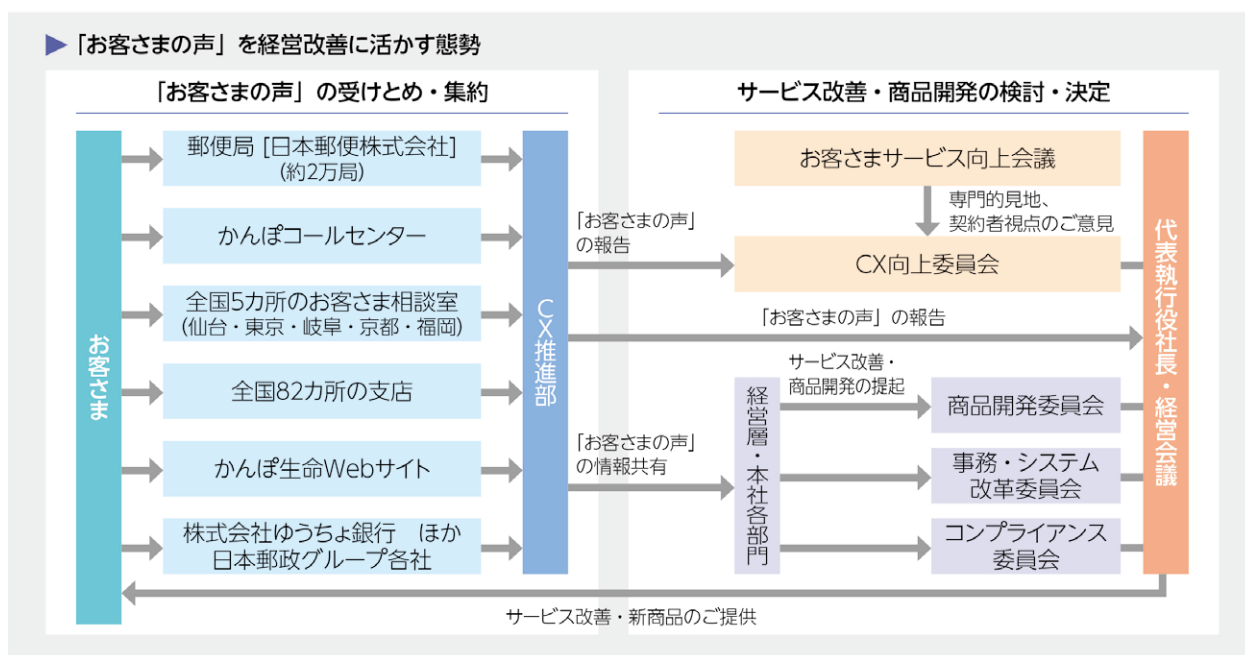 ▶「お客さまの声」を経営改善に活かす態勢
「お客さまの声」の受けとめ・集約
お客さま
郵便局 [日本郵便株式会社]
(約2万局)
かんぽコールセンター
全国5カ所のお客さま相談室
(仙台・東京・岐阜・京都・福岡)
全国82カ所の支店
かんぽ生命Webサイト
株式会社ゆうちょ銀行　ほか
日本郵政グループ各社
CX推進部
「お客さまの声」
の報告
「お客さまの声」
の情報共有
サービス改善・商品開発の検討・決定
お客さまサービス向上会議
専門的見地、
契約者視点のご意見
CX向上委員会
「お客さまの声」の報告
経営層・本社各部門
サービス改善・
商品開発の提起
商品開発委員会
事務・システム
改革委員会
コンプライアンス
委員会
代表執行役社長・経営会議
サービス改善・新商品のご提供